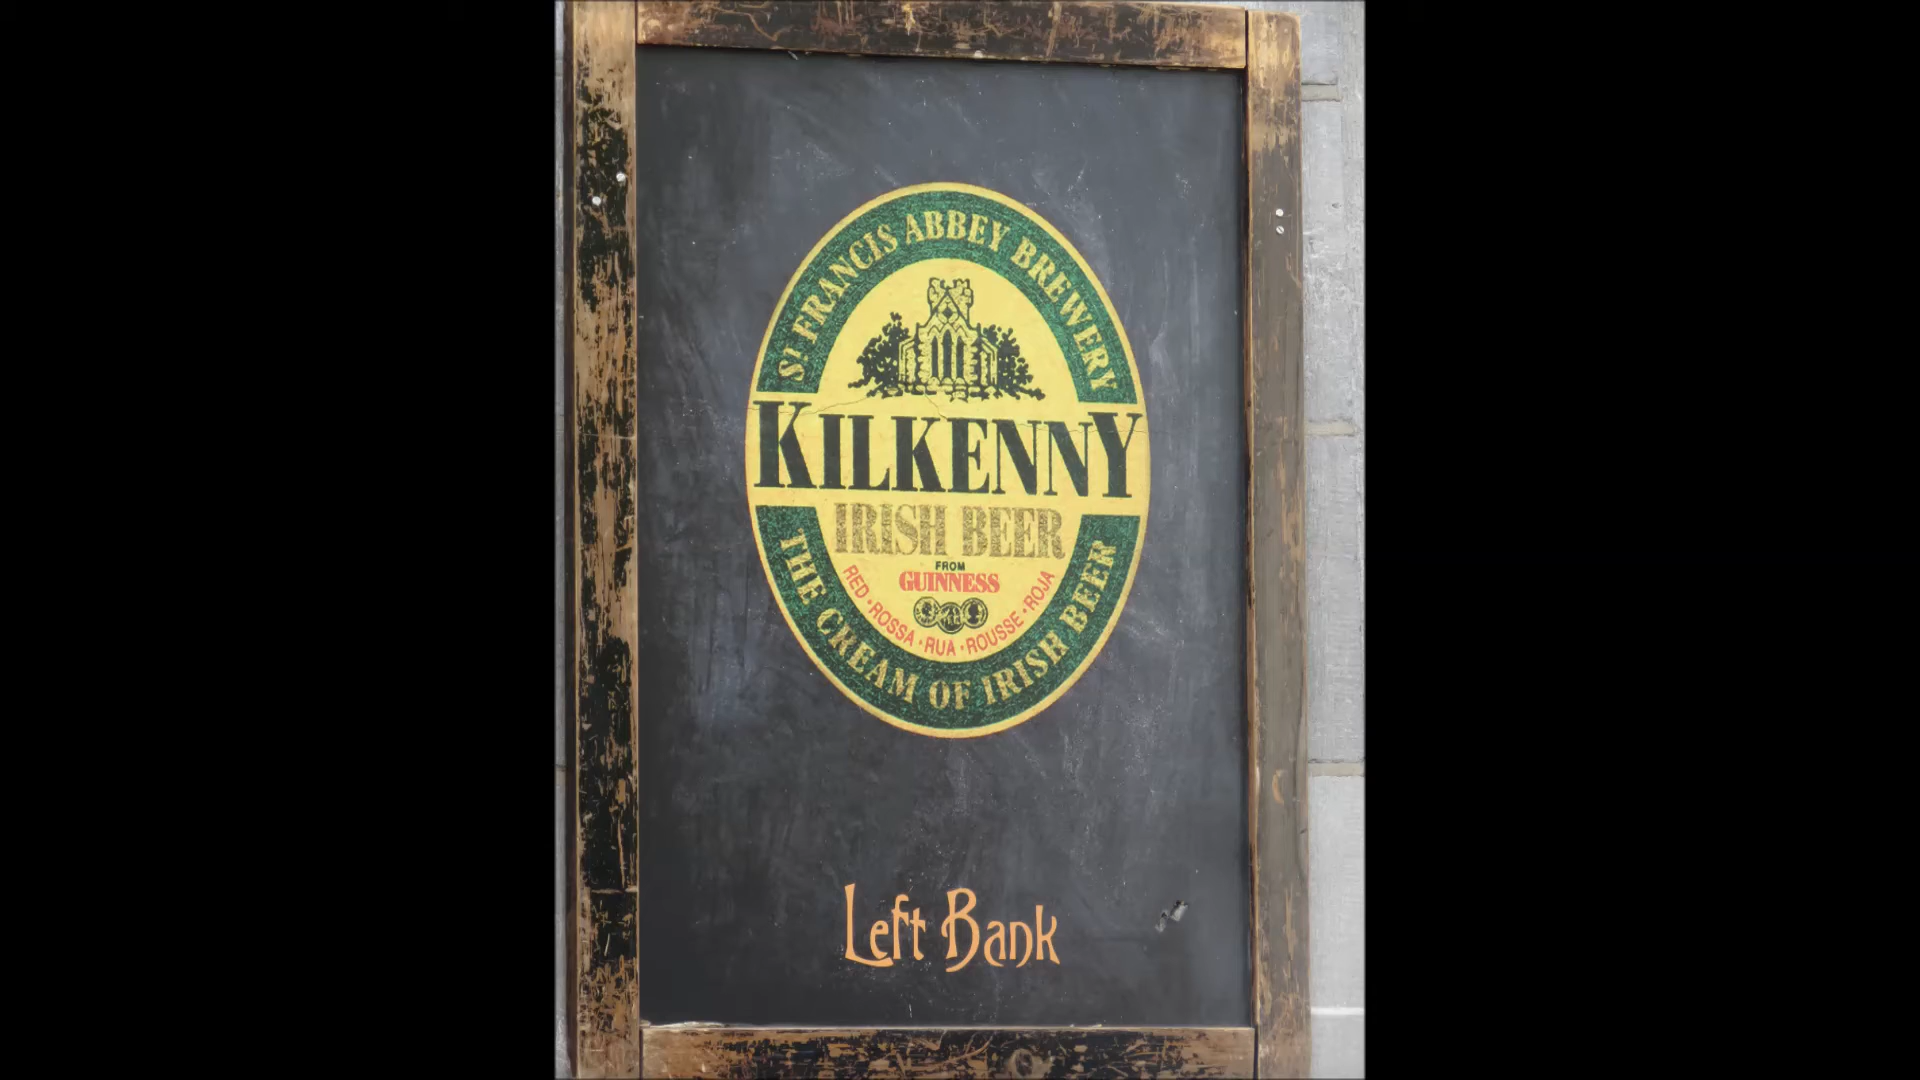 St FRANCIS ABBEY BREWERY
KILKENNY
IRISH BEER
FROM
GUINNESS
RED • ROSSA • RUA • ROUSSE • ROJA
THE CREAM OF IRISH BEER
Left Bank